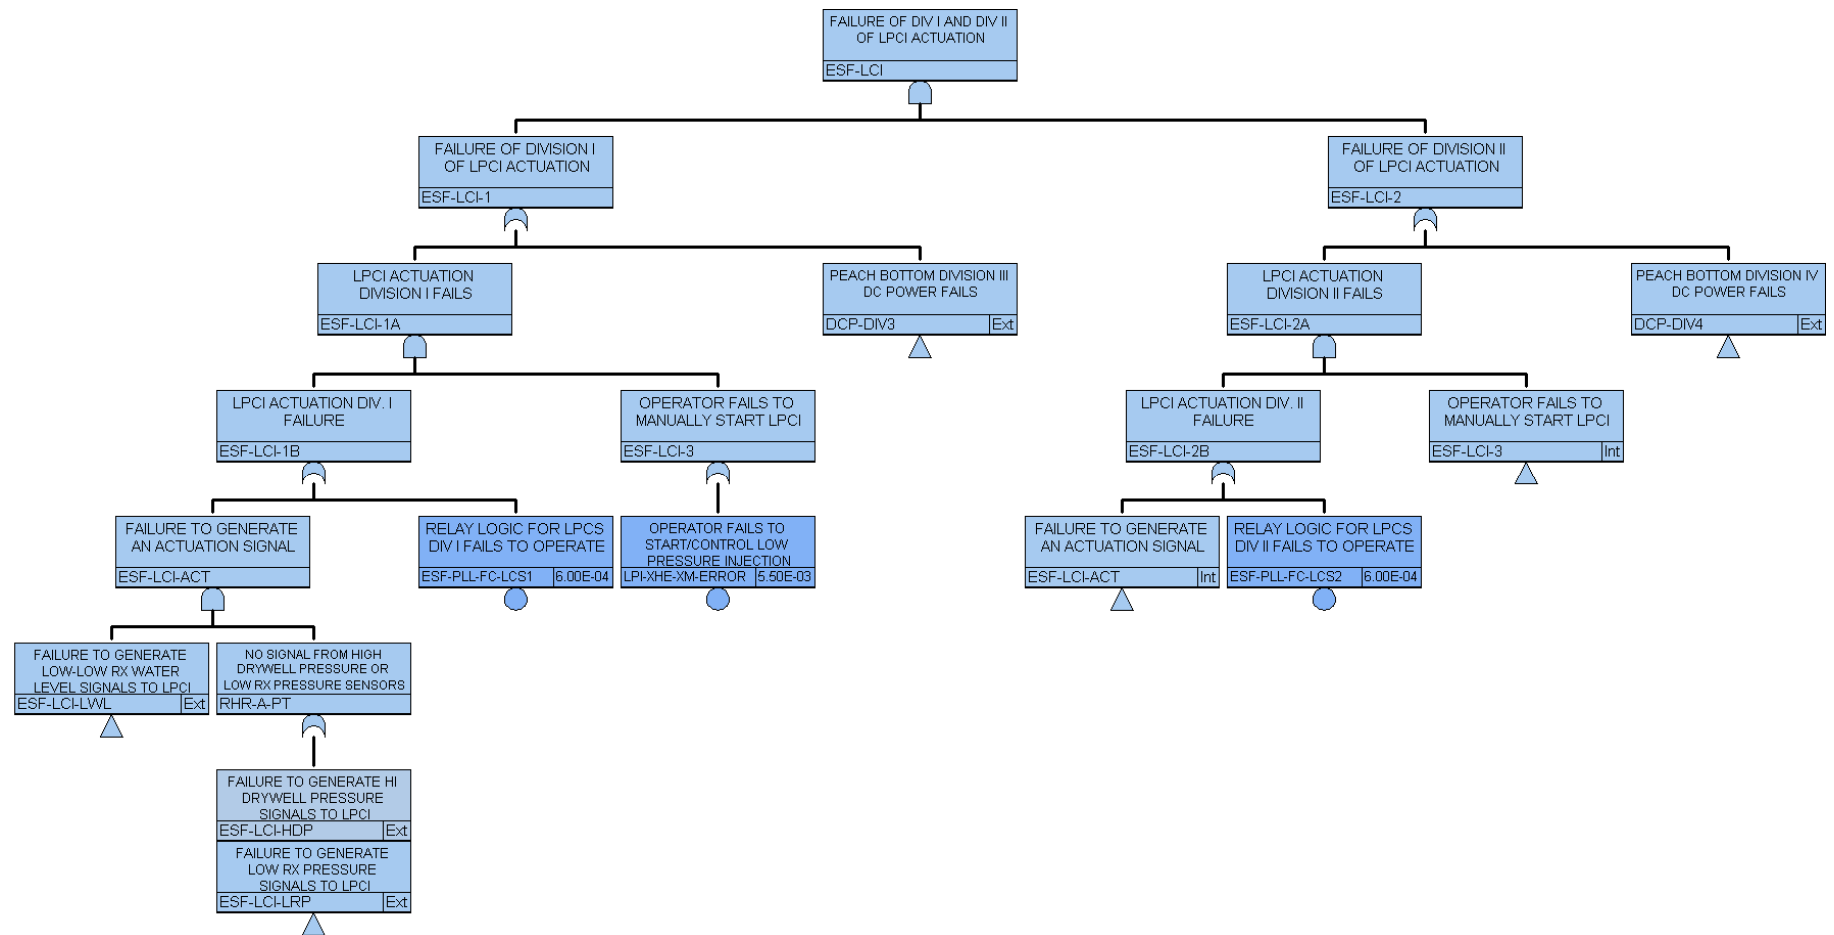 FAILURE OF DIV I AND DIV II
OF LPCI ACTUATION
ESF-LCI
FAILURE OF DIVISION I
OF LPCI ACTUATION
ESF-LCI-1
FAILURE OF DIVISION II
OF LPCI ACTUATION
ESF-LCI-2
LPCI ACTUATION
DIVISION I FAILS
ESF-LCI-1A
PEACH BOTTOM DIVISION III
DC POWER FAILS
DCP-DIV3 Ext
LPCI ACTUATION
DIVISION II FAILS
ESF-LCI-2A
PEACH BOTTOM DIVISION IV
DC POWER FAILS
DCP-DIV4 Ext
LPCI ACTUATION DIV. I
FAILURE
ESF-LCI-1B
OPERATOR FAILS TO
MANUALLY START LPCI
ESF-LCI-3
LPCI ACTUATION DIV. II
FAILURE
ESF-LCI-2B
OPERATOR FAILS TO
MANUALLY START LPCI
ESF-LCI-3 Int
FAILURE TO GENERATE
AN ACTUATION SIGNAL
ESF-LCI-ACT
RELAY LOGIC FOR LPCS
DIV I FAILS TO OPERATE
ESF-PLL-FC-LCS1 6.00E-04
OPERATOR FAILS TO
START/CONTROL LOW
PRESSURE INJECTION
LPI-XHE-XM-ERROR 5.50E-03
FAILURE TO GENERATE
AN ACTUATION SIGNAL
ESF-LCI-ACT Int
RELAY LOGIC FOR LPCS
DIV II FAILS TO OPERATE
ESF-PLL-FC-LCS2 6.00E-04
FAILURE TO GENERATE
LOW-LOW RX WATER
LEVEL SIGNALS TO LPCI
ESF-LCI-LWL Ext
NO SIGNAL FROM HIGH
DRYWELL PRESSURE OR
LOW RX PRESSURE SENSORS
RHR-A-PT
FAILURE TO GENERATE HI
DRYWELL PRESSURE
SIGNALS TO LPCI
ESF-LCI-HDP Ext
FAILURE TO GENERATE
LOW RX PRESSURE
SIGNALS TO LPCI
ESF-LCI-LRP Ext